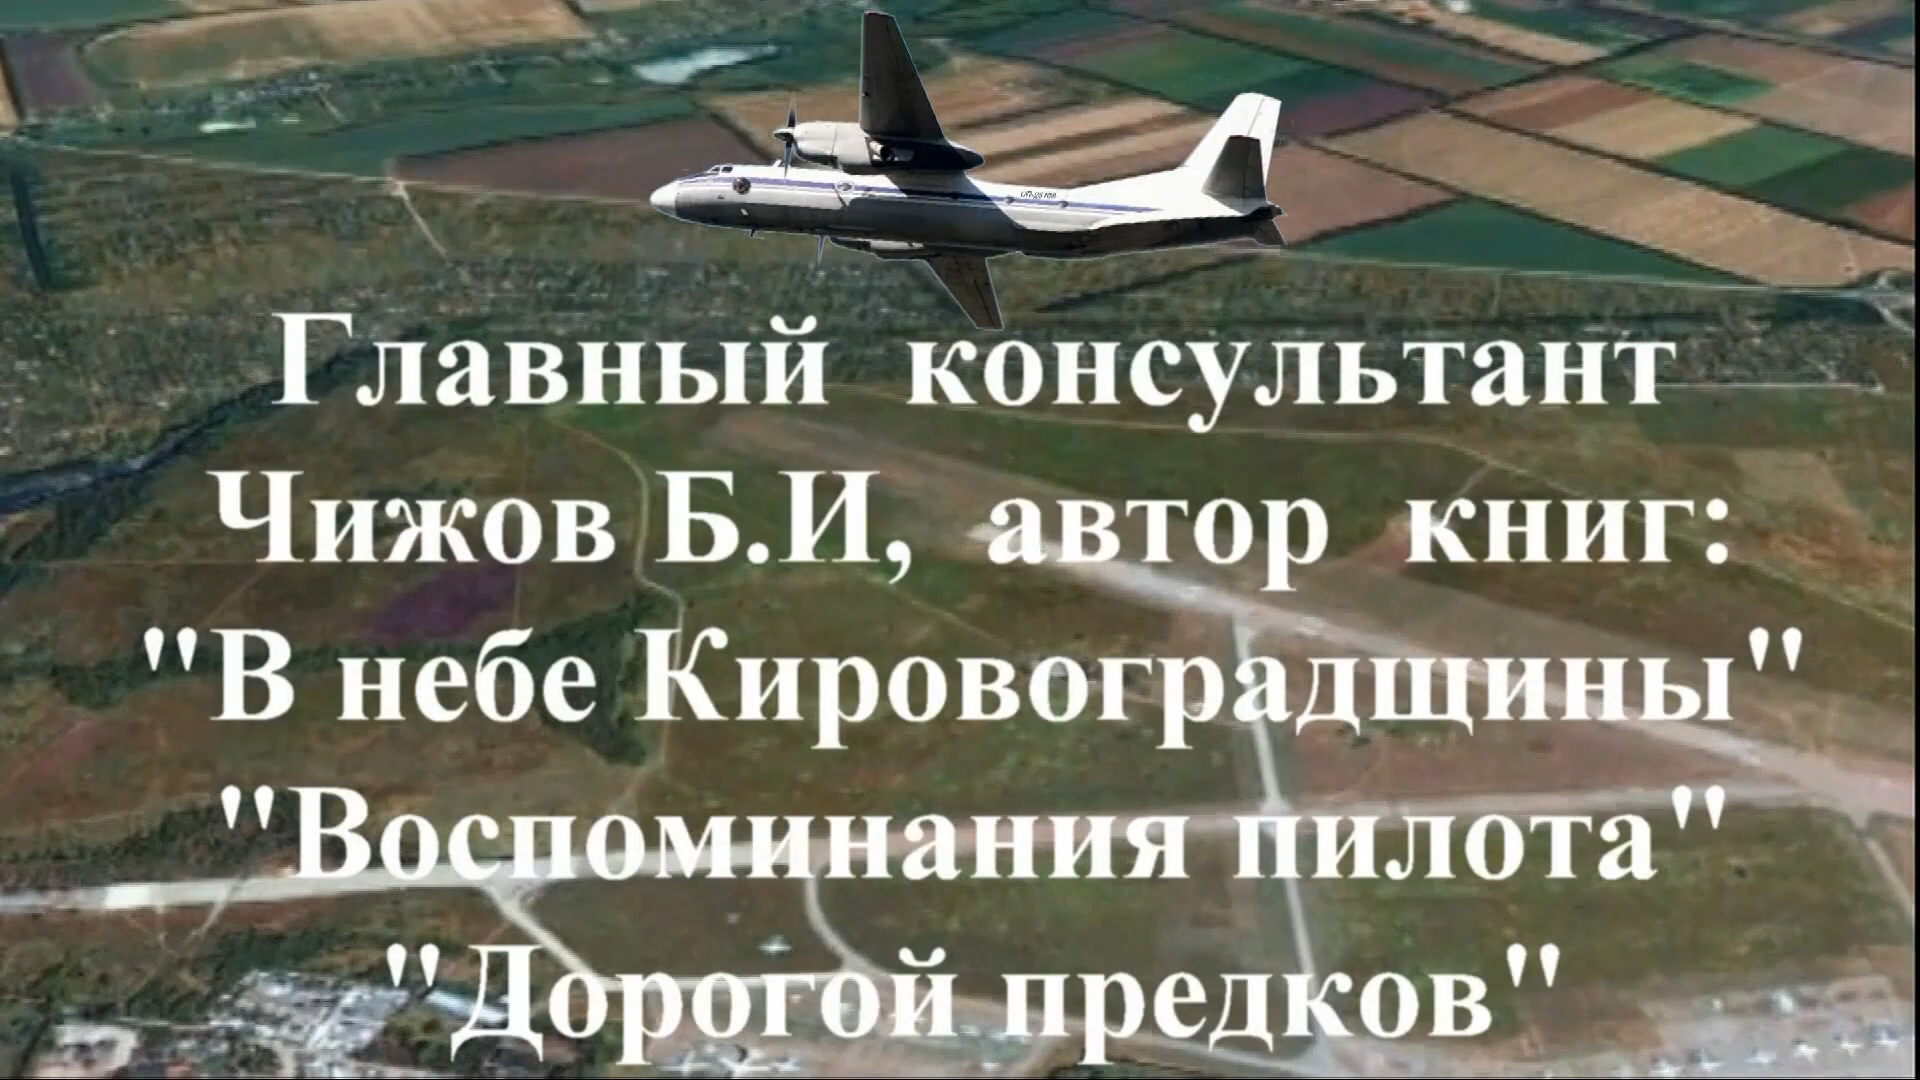 Главный консультант
Чижов Б.И, автор книг:
"В небе Кировоградщины"
"Воспоминания пилота"
"Дорогой предков"